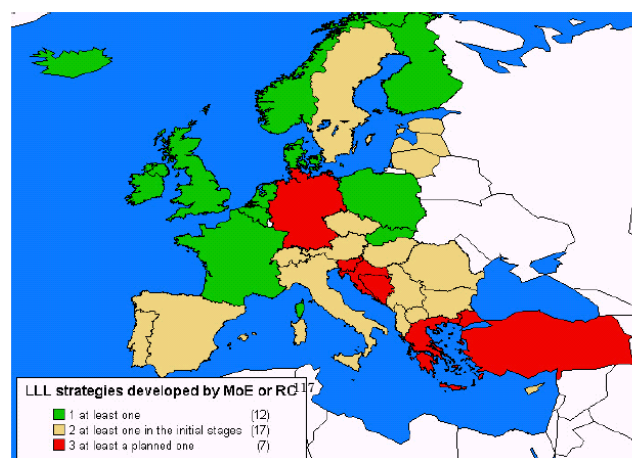 LLL strategies developed by MoE or RC117
1 at least one (12)
2 at least one in the initial stages (17)
3 at least a planned one (7)